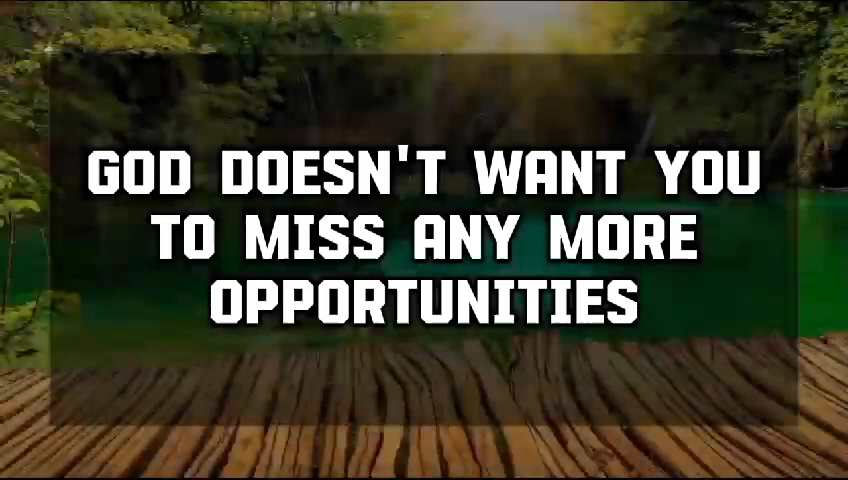 GOD DOESN'T WANT YOU
TO MISS ANY MORE
OPPORTUNITIES